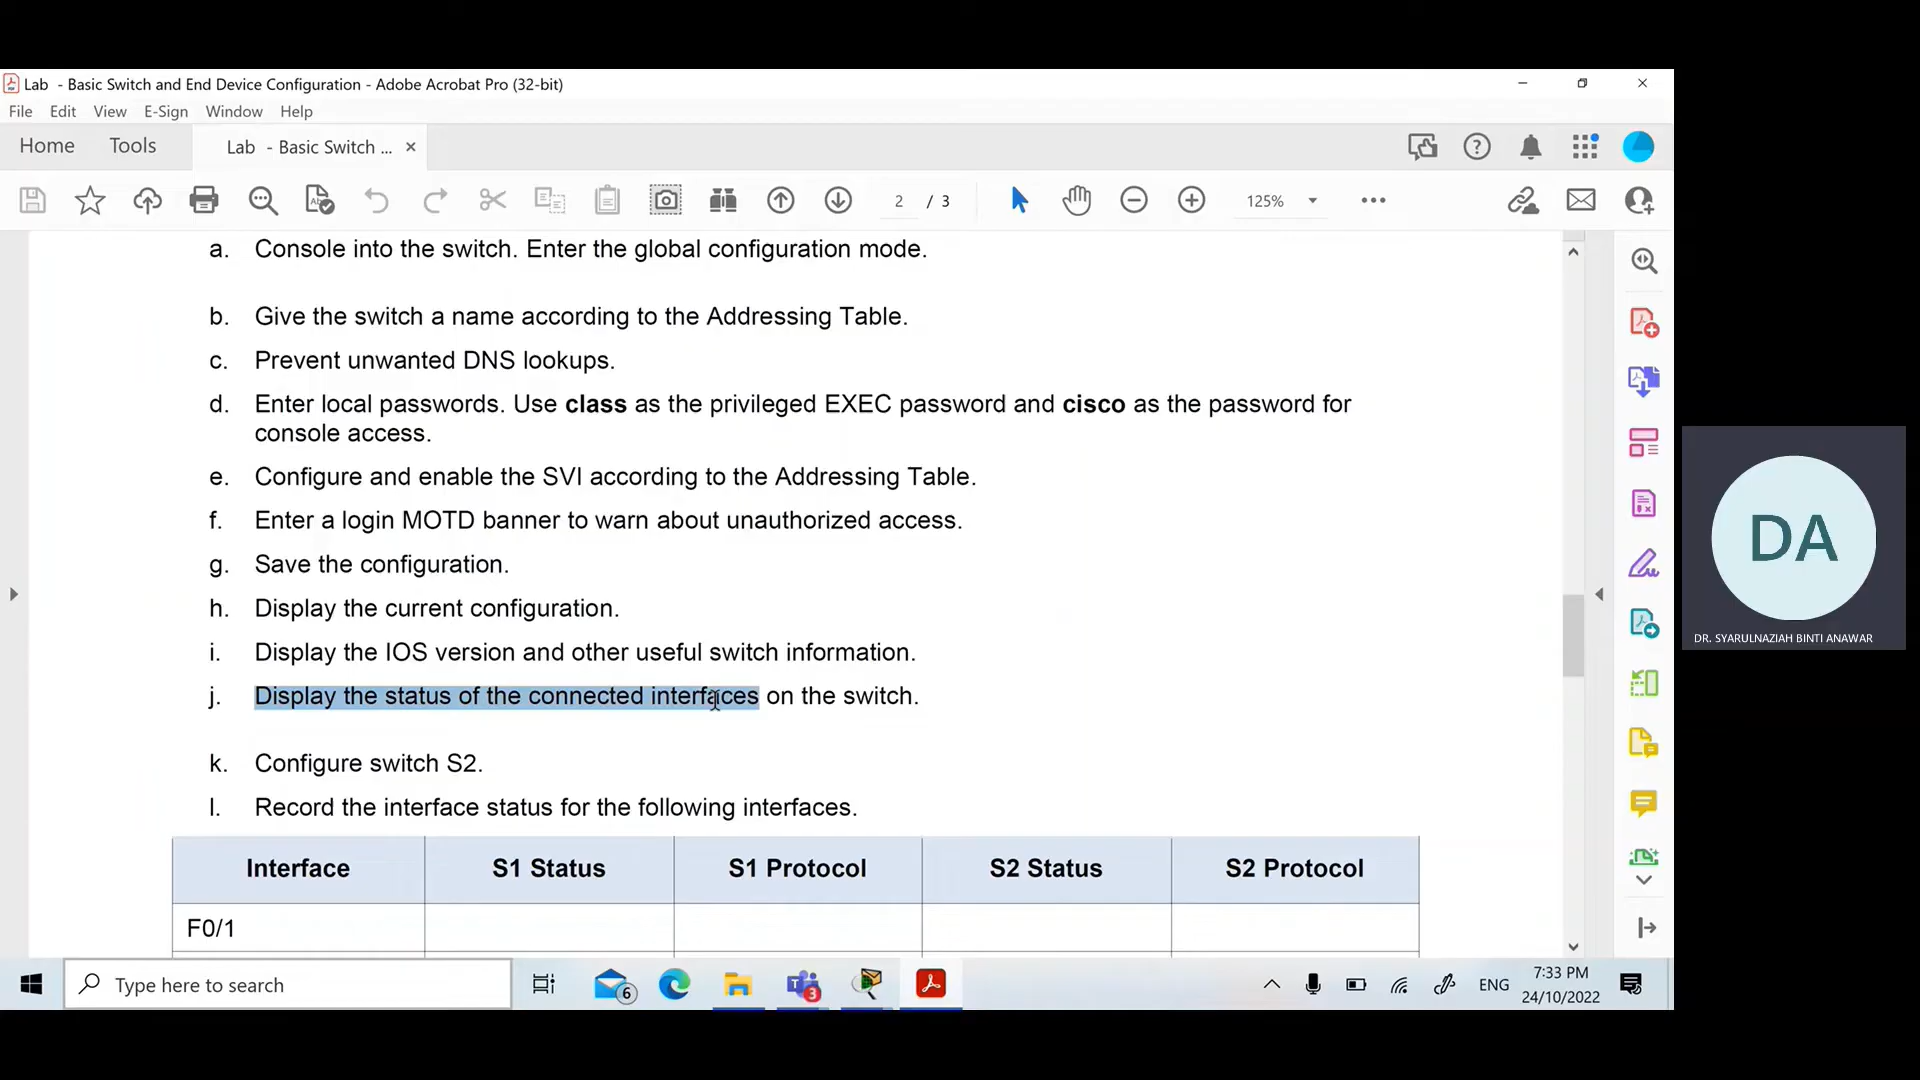 Lab - Basic Switch and End Device Configuration - Adobe Acrobat Pro (32-bit)
File Edit View E-Sign Window Help
Home Tools Lab - Basic Switch ...
2 / 3 125%
a. Console into the switch. Enter the global configuration mode.
b. Give the switch a name according to the Addressing Table.
c. Prevent unwanted DNS lookups.
d. Enter local passwords. Use class as the privileged EXEC password and cisco as the password for
console access.
e. Configure and enable the SVI according to the Addressing Table.
f. Enter a login MOTD banner to warn about unauthorized access.
g. Save the configuration.
h. Display the current configuration.
i. Display the IOS version and other useful switch information.
j. Display the status of the connected interfaces on the switch.
k. Configure switch S2.
l. Record the interface status for the following interfaces.
Interface S1 Status S1 Protocol S2 Status S2 Protocol
F0/1
DA
DR. SYARULNAZIAH BINTI ANAWAR
Type here to search
6
3
ENG
7:33 PM
24/10/2022